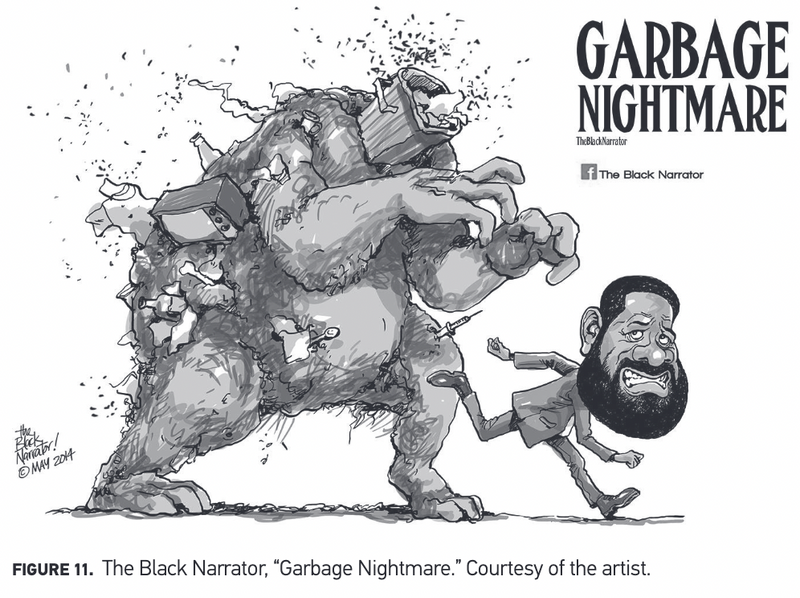 GARBAGE
NIGHTMARE
TheBlackNarrator
f The Black Narrator
the
Black
Narrator!
© MAY 2014
FIGURE 11. The Black Narrator, “Garbage Nightmare.” Courtesy of the artist.